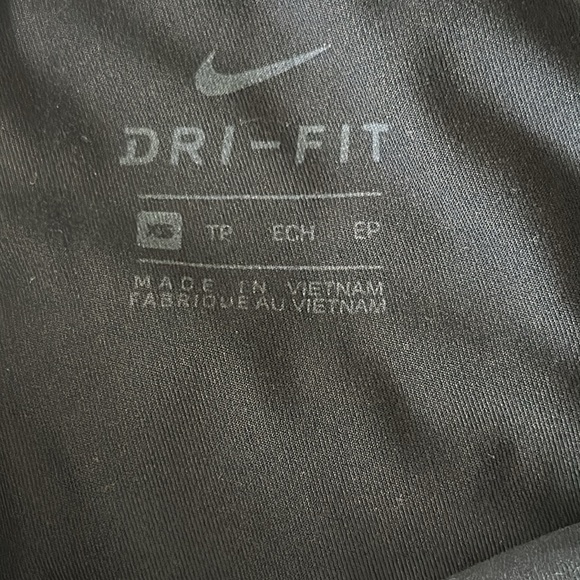 DRI-FIT
XS TP ECH EP
MADE IN VIETNAM
FABRIQUE AU VIETNAM